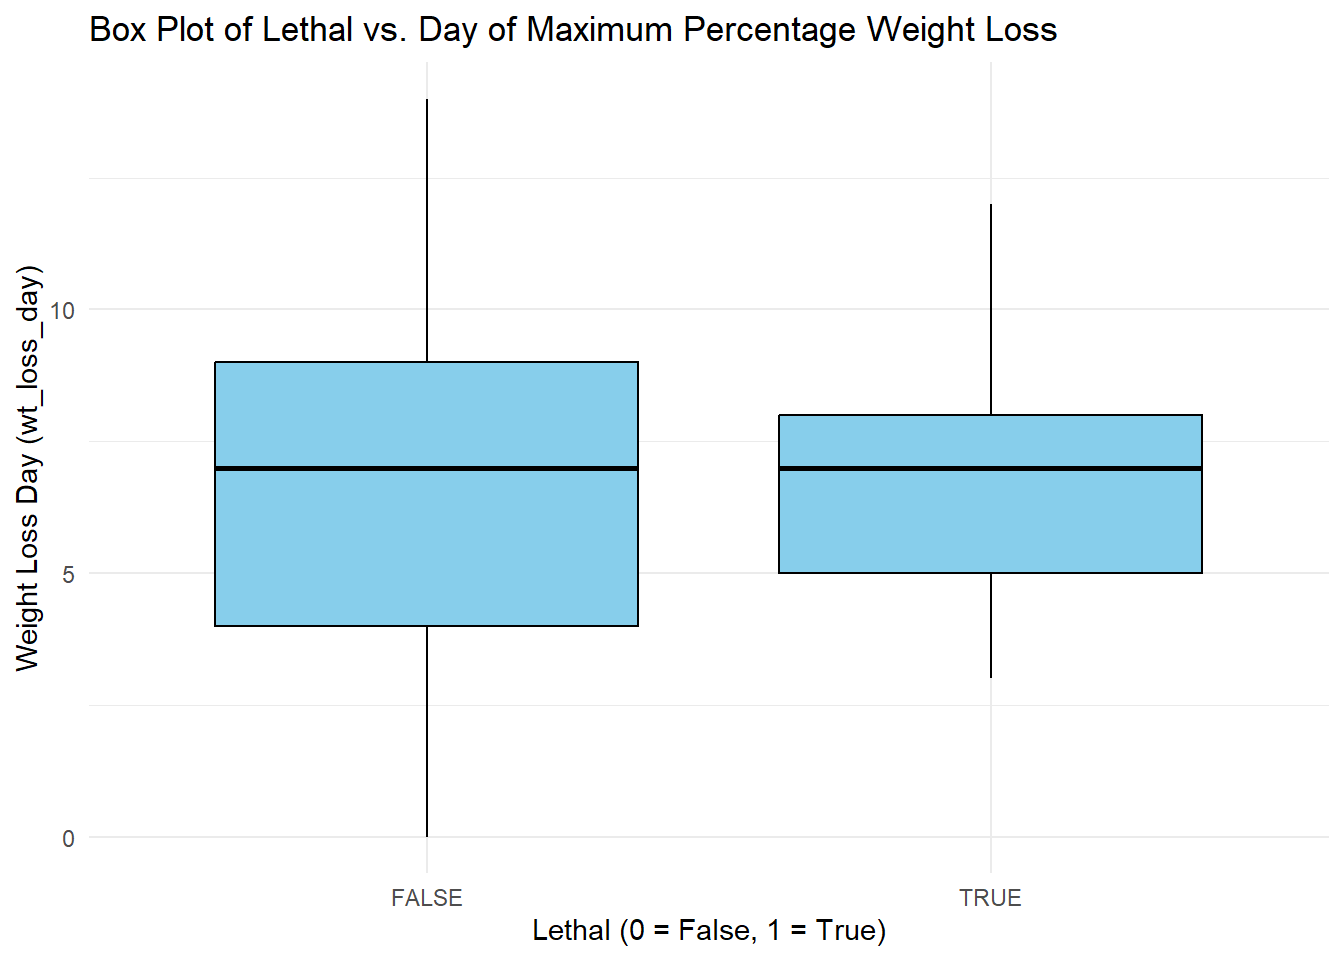 Box Plot of Lethal vs. Day of Maximum Percentage Weight Loss
Weight Loss Day (wt_loss_day)
10
5
0
FALSE
TRUE
Lethal (0 = False, 1 = True)